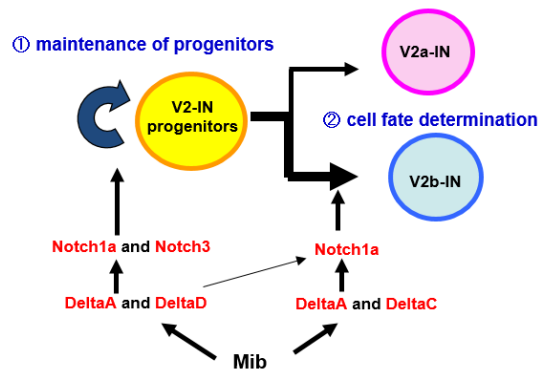 ① maintenance of progenitors
V2a-IN
V2-IN
progenitors
② cell fate determination
V2b-IN
Notch1a and Notch3
Notch1a
DeltaA and DeltaD
DeltaA and DeltaC
Mib